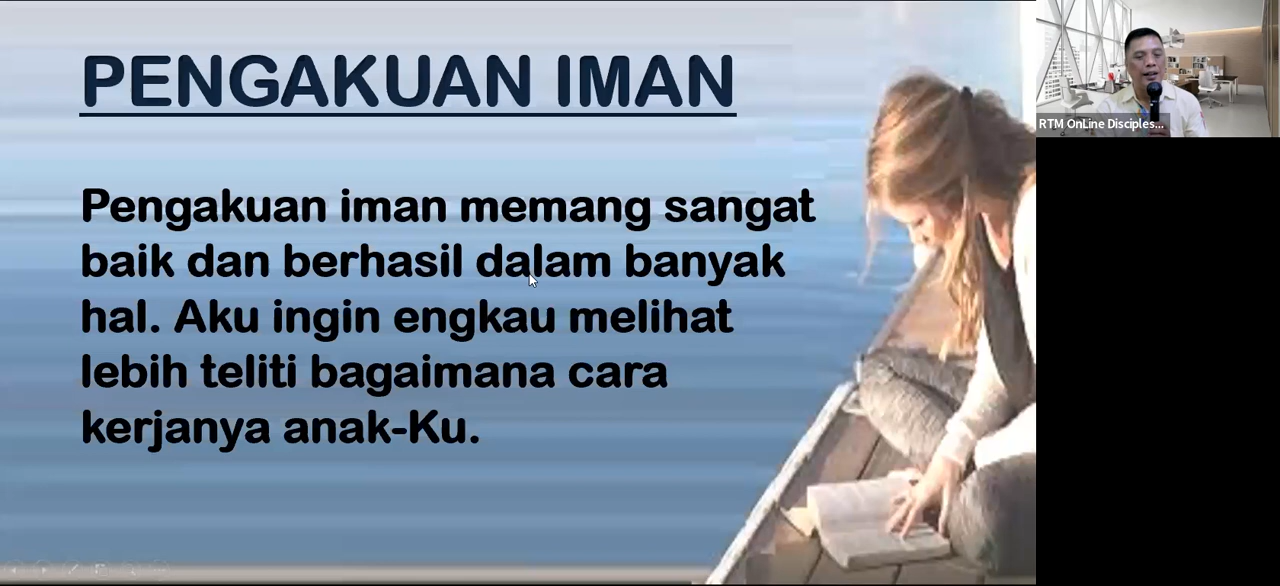 PENGAKUAN IMAN
Pengakuan iman memang sangat
baik dan berhasil dalam banyak
hal. Aku ingin engkau melihat
lebih teliti bagaimana cara
kerjanya anak-Ku.
RTM OnLine Disciples...